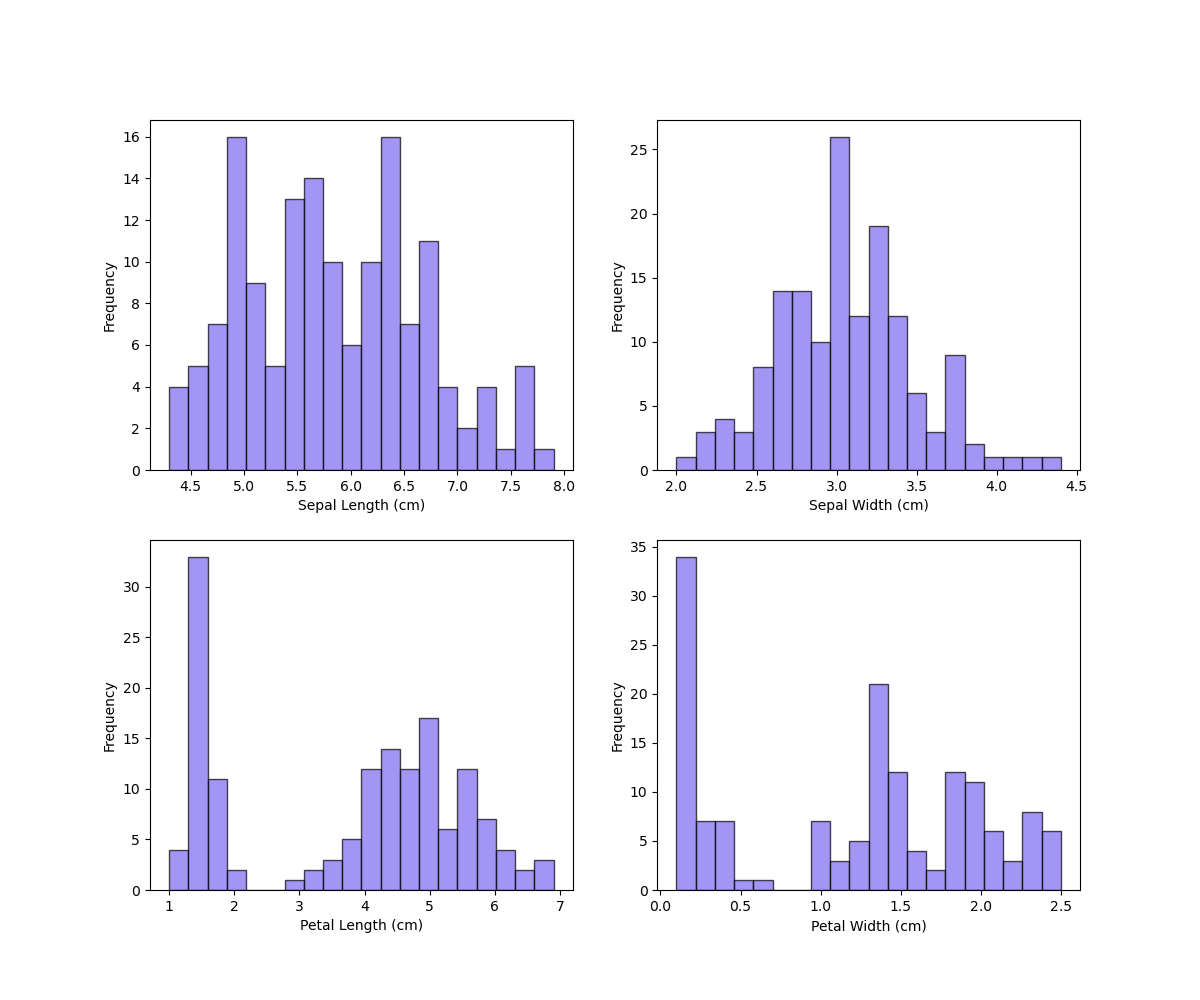 16
14
12
10
8
6
4
2
0
Frequency
4.5 5.0 5.5 6.0 6.5 7.0 7.5 8.0
Sepal Length (cm)
25
20
15
10
5
0
Frequency
2.0 2.5 3.0 3.5 4.0 4.5
Sepal Width (cm)
30
25
20
15
10
5
0
Frequency
1 2 3 4 5 6 7
Petal Length (cm)
35
30
25
20
15
10
5
0
Frequency
0.0 0.5 1.0 1.5 2.0 2.5
Petal Width (cm)